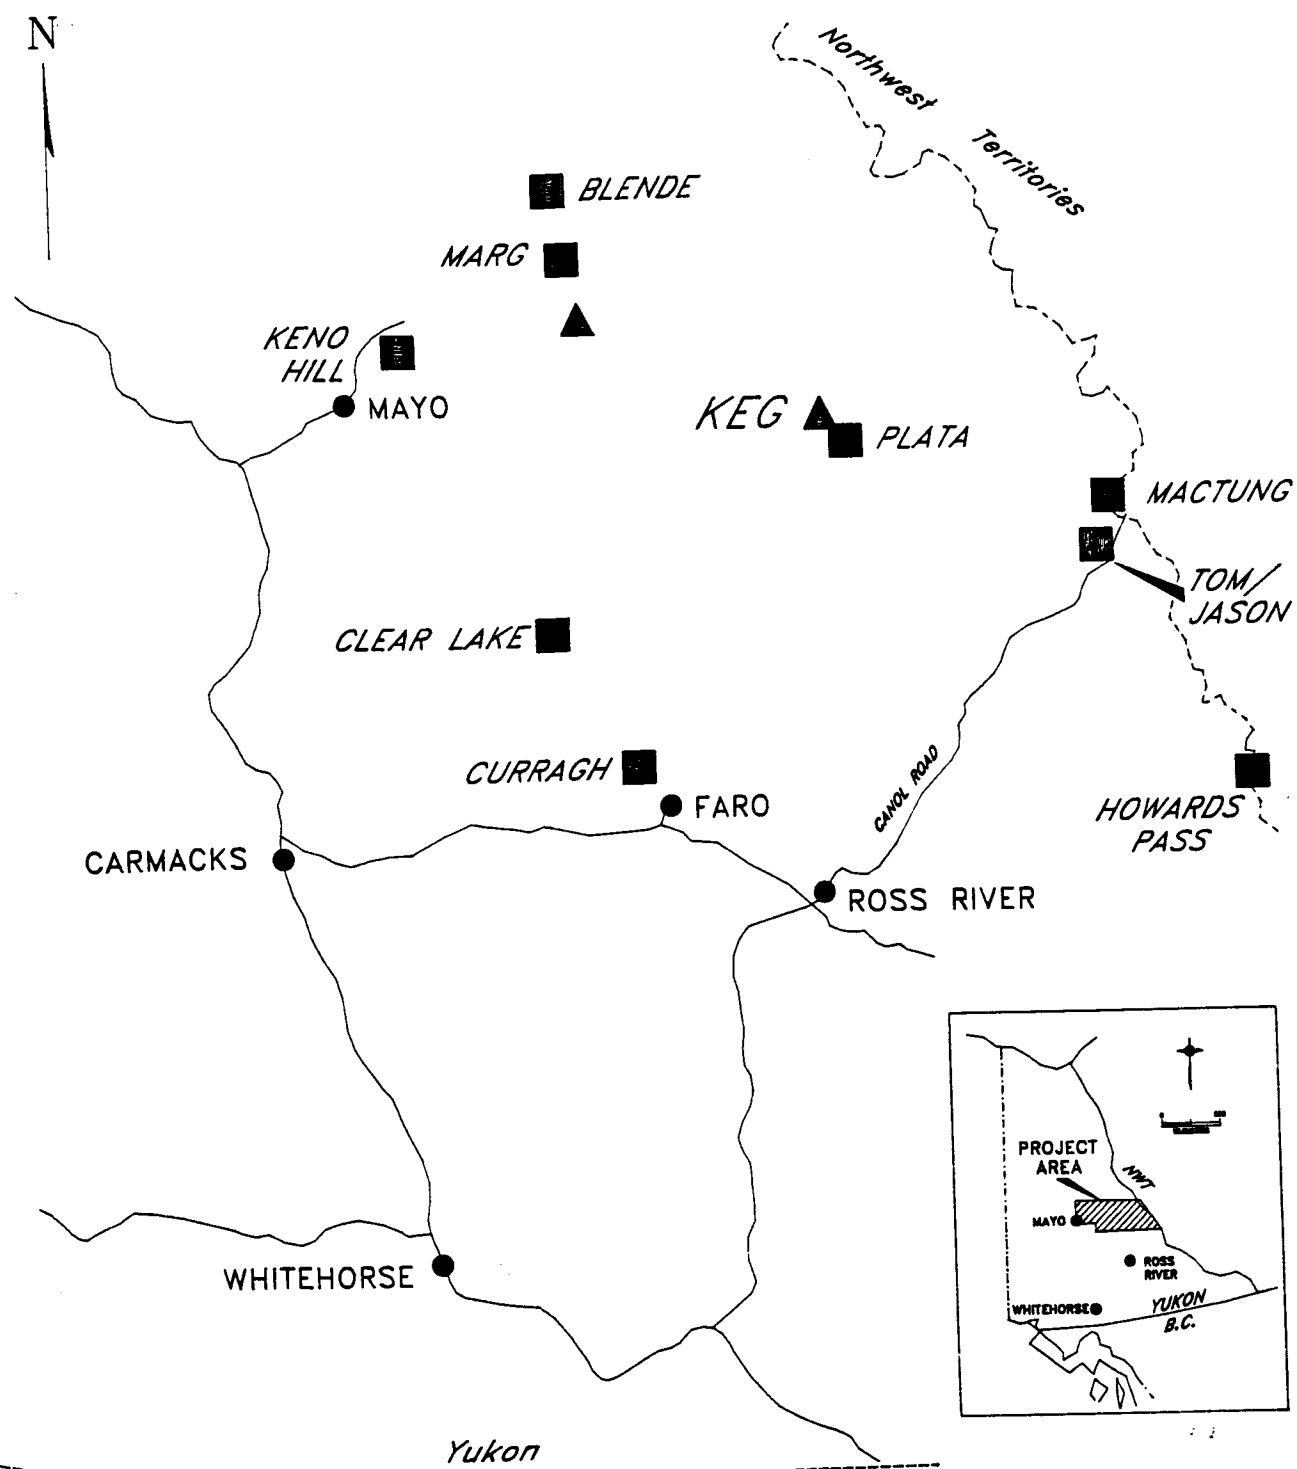 N
Northwest
Territories
BLENDE
MARG
KENO
HILL
MAYO
KEG
PLATA
MACTUNG
TOM/
JASON
CLEAR LAKE
CURRAGH
FARO
CANOL ROAD
HOWARDS
PASS
CARMACKS
ROSS RIVER
WHITEHORSE
Yukon
PROJECT
AREA
NWT
MAYO
ROSS
RIVER
WHITEHORSE
YUKON
B.C.